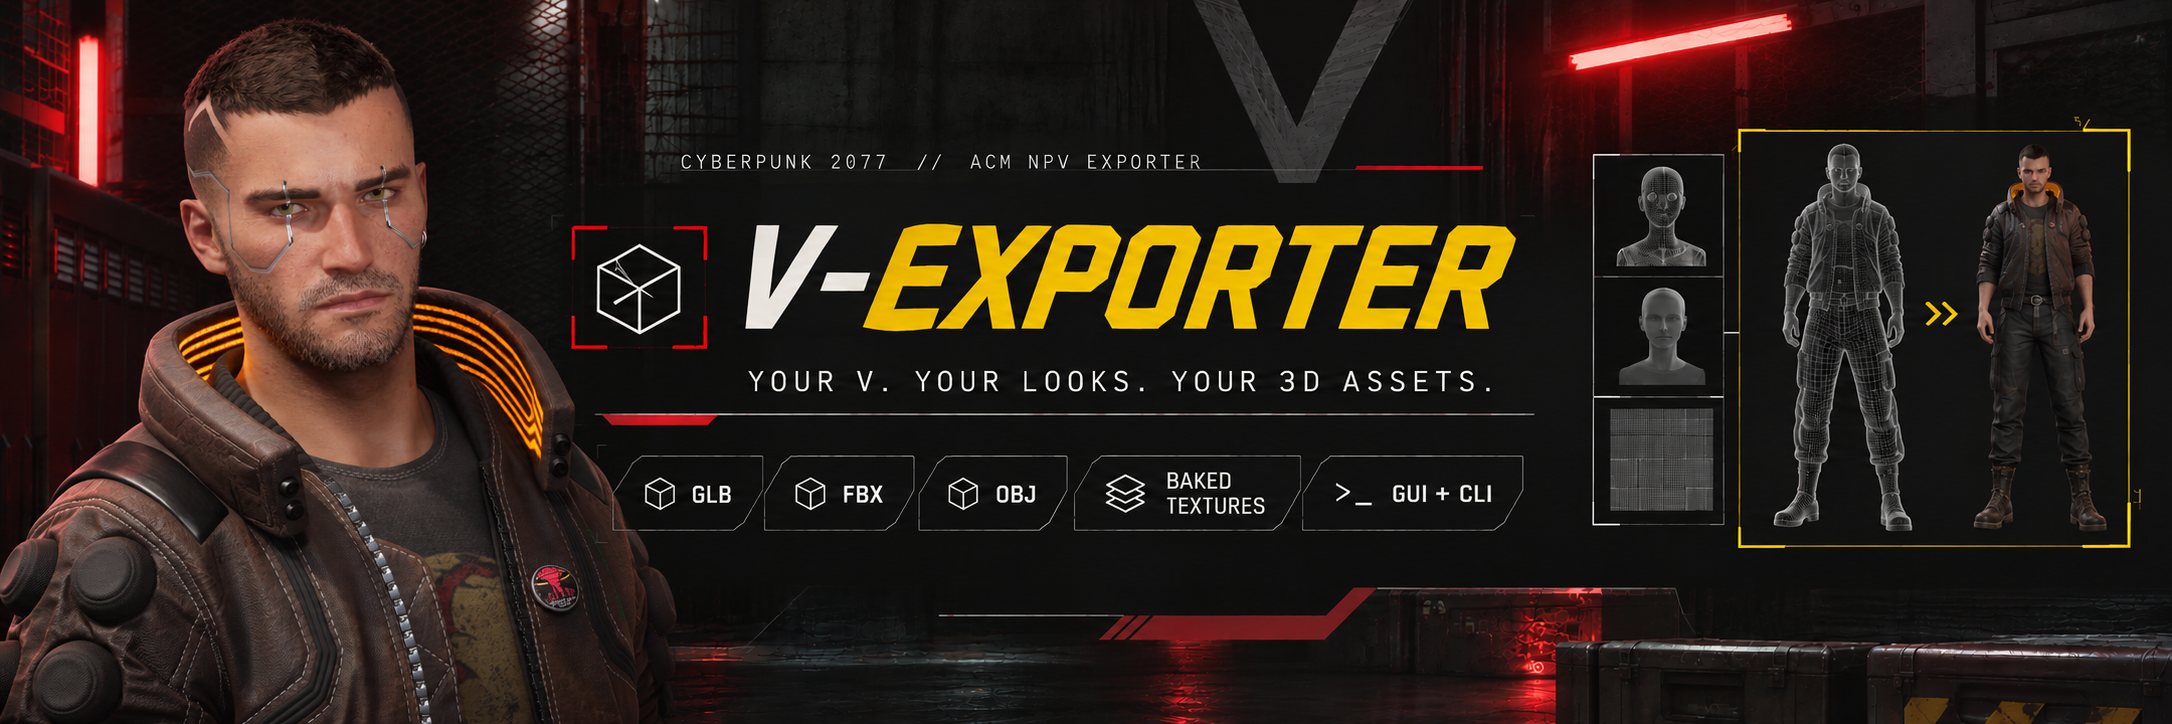 CYBERPUNK 2077 // ACM NPV EXPORTER
V-EXPORTER
YOUR V. YOUR LOOKS. YOUR 3D ASSETS.
GLB
FBX
OBJ
BAKED
TEXTURES
>_ GUI + CLI